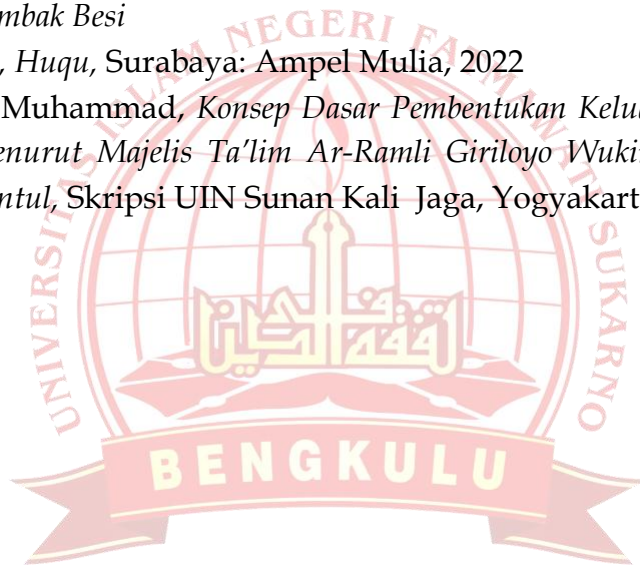 mbak Besi
, Huqu, Surabaya: Ampel Mulia, 2022
Muhammad, Konsep Dasar Pembentukan Kelu
enurut Majelis Ta’lim Ar-Ramli Giriloyo Wuki
ntul, Skripsi UIN Sunan Kali Jaga, Yogyakart
UNIVERSITAS ISLAM NEGERI FATMAWATI SUKARNO
BENGKULU